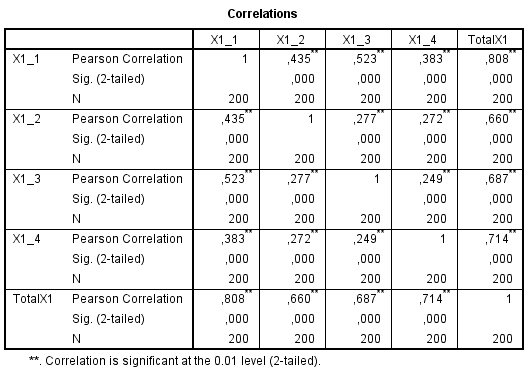 Correlations
X1_1 X1_2 X1_3 X1_4 TotalX1
X1_1 Pearson Correlation 1 ,435** ,523** ,383** ,808**
Sig. (2-tailed) ,000 ,000 ,000 ,000
N 200 200 200 200 200
X1_2 Pearson Correlation ,435** 1 ,277** ,272** ,660**
Sig. (2-tailed) ,000 ,000 ,000 ,000
N 200 200 200 200 200
X1_3 Pearson Correlation ,523** ,277** 1 ,249** ,687**
Sig. (2-tailed) ,000 ,000 ,000 ,000
N 200 200 200 200 200
X1_4 Pearson Correlation ,383** ,272** ,249** 1 ,714**
Sig. (2-tailed) ,000 ,000 ,000 ,000
N 200 200 200 200 200
TotalX1 Pearson Correlation ,808** ,660** ,687** ,714** 1
Sig. (2-tailed) ,000 ,000 ,000 ,000
N 200 200 200 200 200
**. Correlation is significant at the 0.01 level (2-tailed).